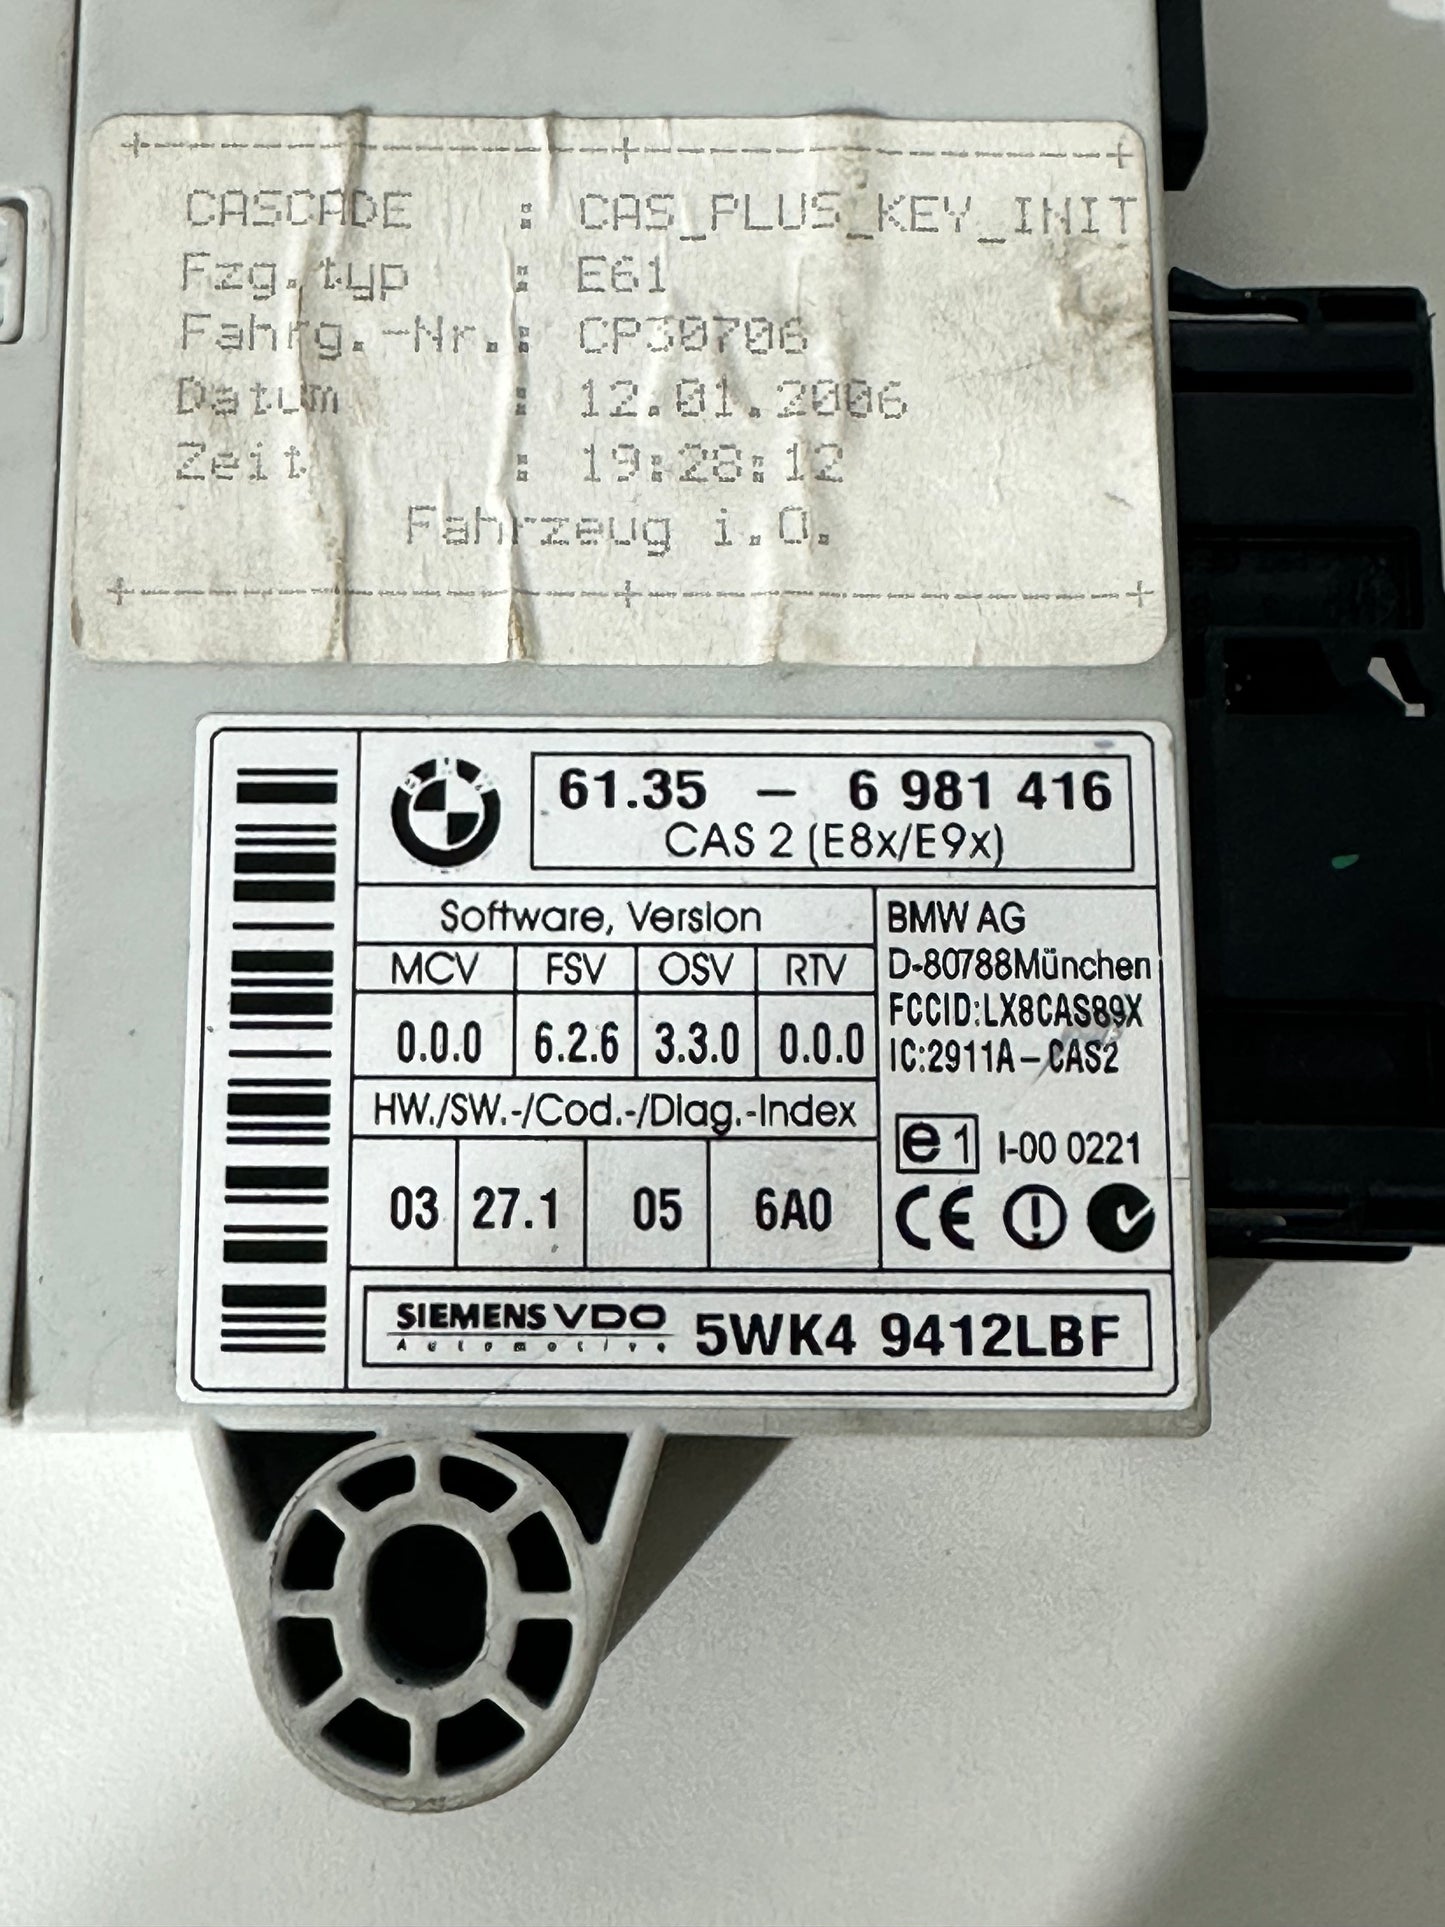 CASCADE : CAS_PLUS_KEY_INIT
Fzg.typ : E61
Fahrg.-Nr.: CP30706
Datum : 12.01.2006
Zeit : 19:28:12
Fahrzeug i.O.
BMW
61.35 - 6 981 416
CAS 2 (E8x/E9x)
Software, Version
MCV FSV OSV RTV
0.0.0 6.2.6 3.3.0 0.0.0
HW./SW.-/Cod.-/Diag.-Index
03 27.1 05 6A0
BMW AG
D-80788München
FCCID:LX8CAS89X
IC:2911A-CAS2
e1 I-00 0221
CE
SIEMENS VDO
Automotive
5WK4 9412LBF